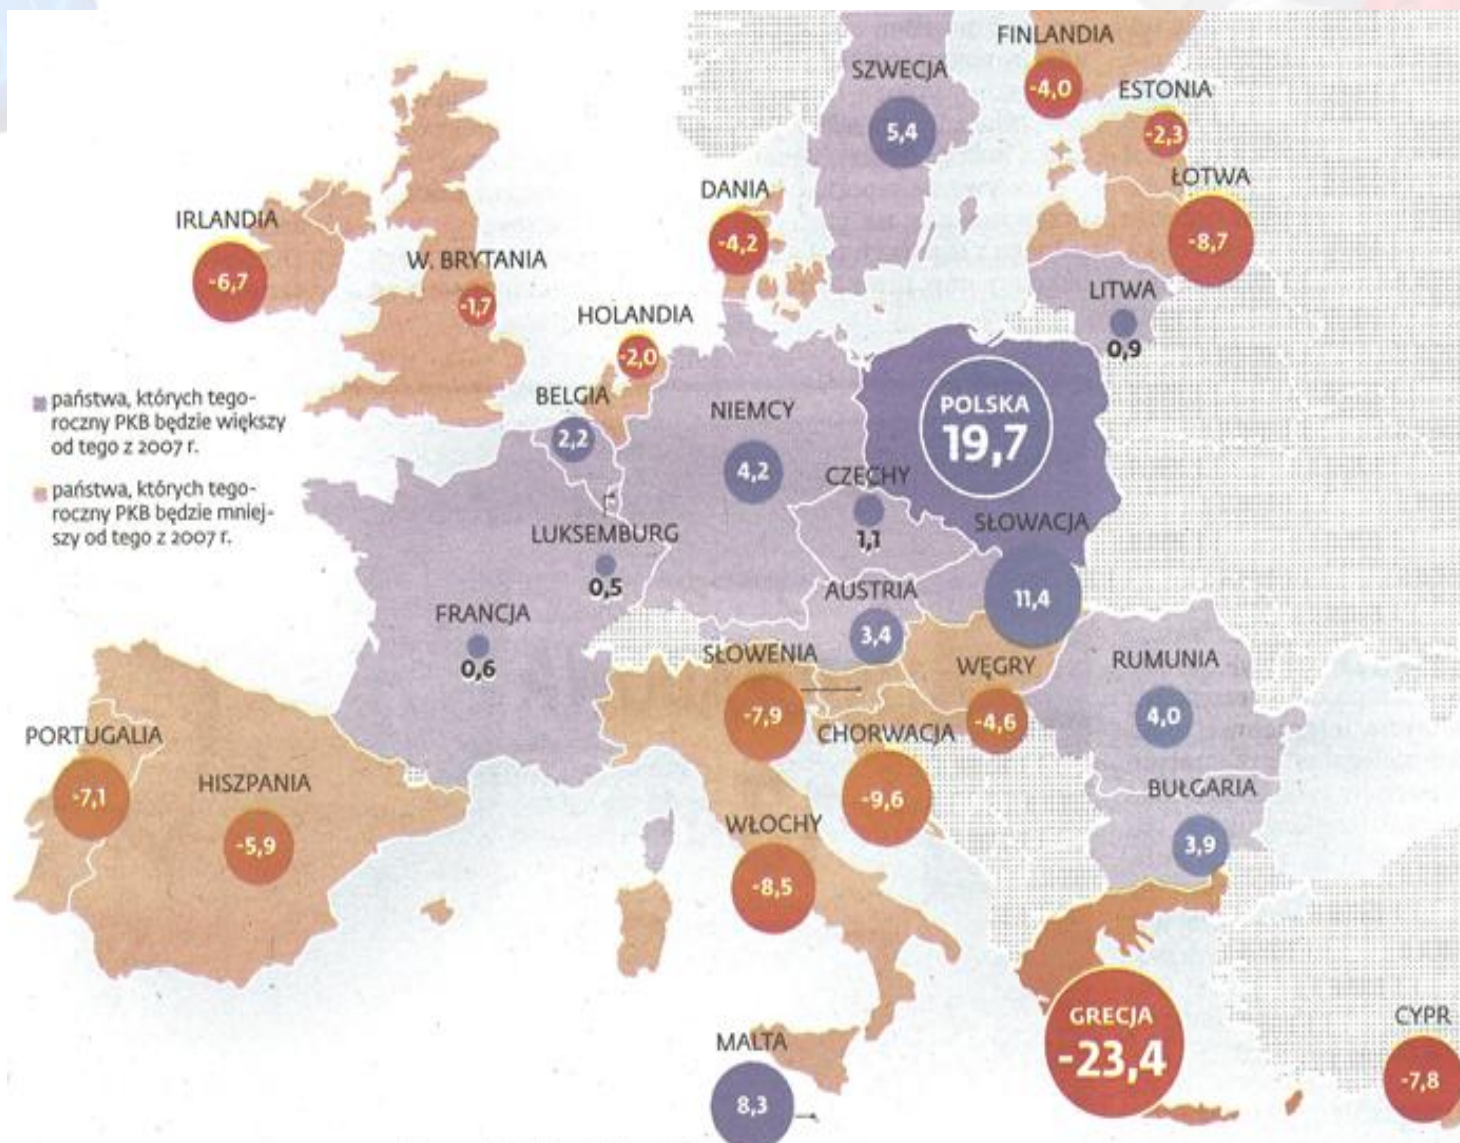 FINLANDIA
-4,0
SZWECJA
5,4
ESTONIA
-2,3
ŁOTWA
-8,7
DANIA
-4,2
IRLANDIA
-6,7
W. BRYTANIA
-1,7
LITWA
0,9
HOLANDIA
-2,0
państwa, których tego-
roczny PKB będzie większy
od tego z 2007 r.
państwa, których tego-
roczny PKB będzie mniej-
szy od tego z 2007 r.
BELGIA
2,2
NIEMCY
4,2
POLSKA
19,7
CZECHY
1,1
SŁOWACJA
11,4
LUKSEMBURG
0,5
AUSTRIA
3,4
FRANCJA
0,6
SŁOWENIA
-7,9
WĘGRY
-4,6
RUMUNIA
4,0
PORTUGALIA
-7,1
HISZPANIA
-5,9
CHORWACJA
-9,6
BUŁGARIA
3,9
WŁOCHY
-8,5
GRECJA
-23,4
CYPR
-7,8
MALTA
8,3